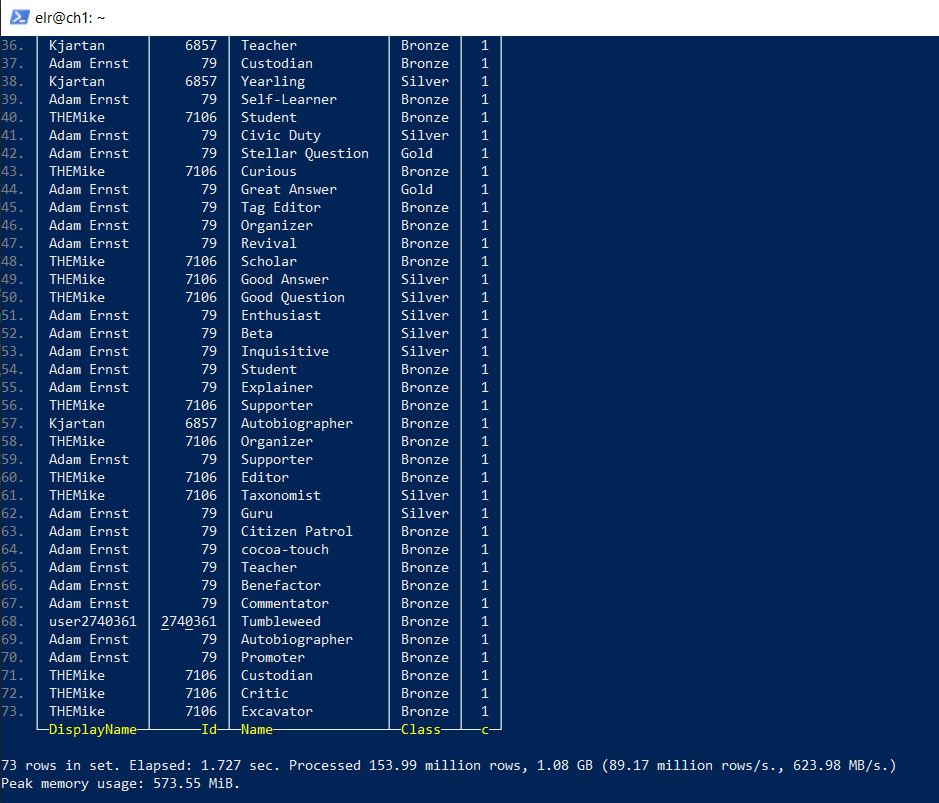 elr@ch1: ~
36. Kjartan 6857 Teacher Bronze 1
37. Adam Ernst 79 Custodian Bronze 1
38. Kjartan 6857 Yearling Silver 1
39. Adam Ernst 79 Self-Learner Bronze 1
40. THEMike 7106 Student Bronze 1
41. Adam Ernst 79 Civic Duty Silver 1
42. Adam Ernst 79 Stellar Question Gold 1
43. THEMike 7106 Curious Bronze 1
44. Adam Ernst 79 Great Answer Gold 1
45. Adam Ernst 79 Tag Editor Bronze 1
46. Adam Ernst 79 Organizer Bronze 1
47. Adam Ernst 79 Revival Bronze 1
48. THEMike 7106 Scholar Bronze 1
49. THEMike 7106 Good Answer Silver 1
50. THEMike 7106 Good Question Silver 1
51. Adam Ernst 79 Enthusiast Silver 1
52. Adam Ernst 79 Beta Silver 1
53. Adam Ernst 79 Inquisitive Silver 1
54. Adam Ernst 79 Student Bronze 1
55. Adam Ernst 79 Explainer Bronze 1
56. THEMike 7106 Supporter Bronze 1
57. Kjartan 6857 Autobiographer Bronze 1
58. THEMike 7106 Organizer Bronze 1
59. Adam Ernst 79 Supporter Bronze 1
60. THEMike 7106 Editor Bronze 1
61. THEMike 7106 Taxonomist Silver 1
62. Adam Ernst 79 Guru Silver 1
63. Adam Ernst 79 Citizen Patrol Bronze 1
64. Adam Ernst 79 cocoa-touch Bronze 1
65. Adam Ernst 79 Teacher Bronze 1
66. Adam Ernst 79 Benefactor Bronze 1
67. Adam Ernst 79 Commentator Bronze 1
68. user2740361 2740361 Tumbleweed Bronze 1
69. Adam Ernst 79 Autobiographer Bronze 1
70. Adam Ernst 79 Promoter Bronze 1
71. THEMike 7106 Custodian Bronze 1
72. THEMike 7106 Critic Bronze 1
73. THEMike 7106 Excavator Bronze 1
DisplayName Id Name Class c
73 rows in set. Elapsed: 1.727 sec. Processed 153.99 million rows, 1.08 GB (89.17 million rows/s., 623.98 MB/s.)
Peak memory usage: 573.55 MiB.